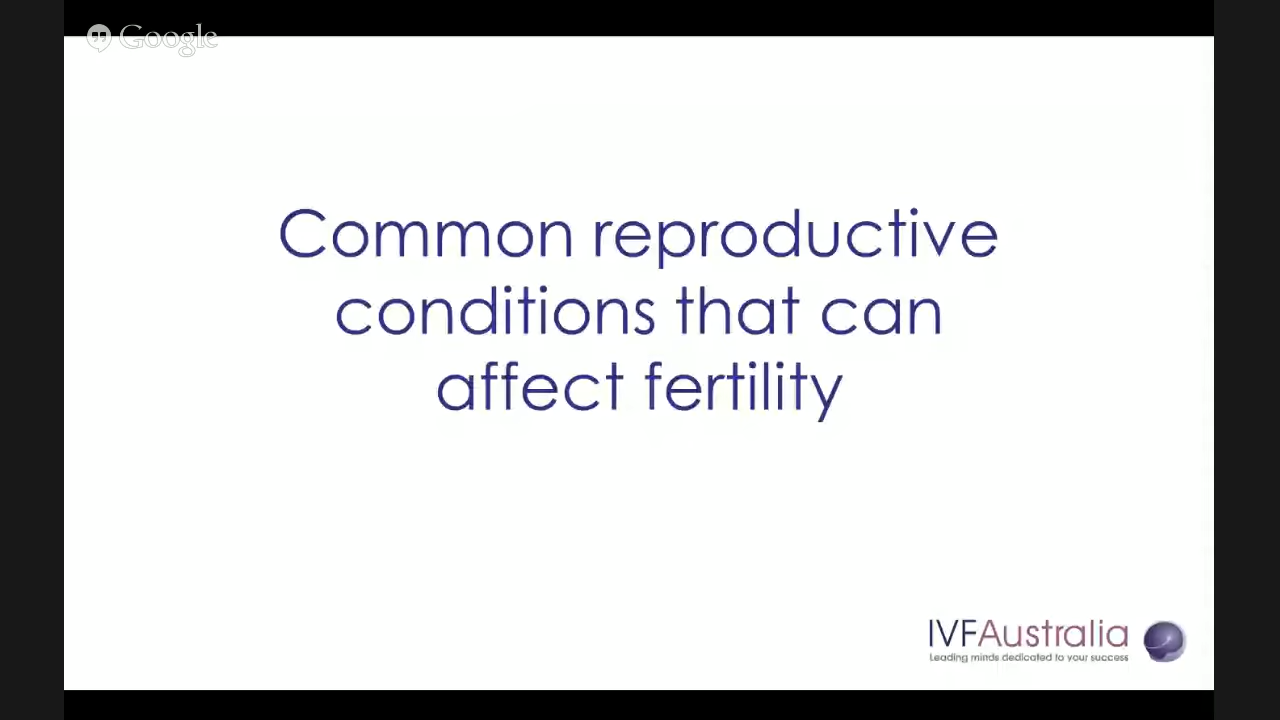 Google
Common reproductive
conditions that can
affect fertility
IVFAustralia
Leading minds dedicated to your success